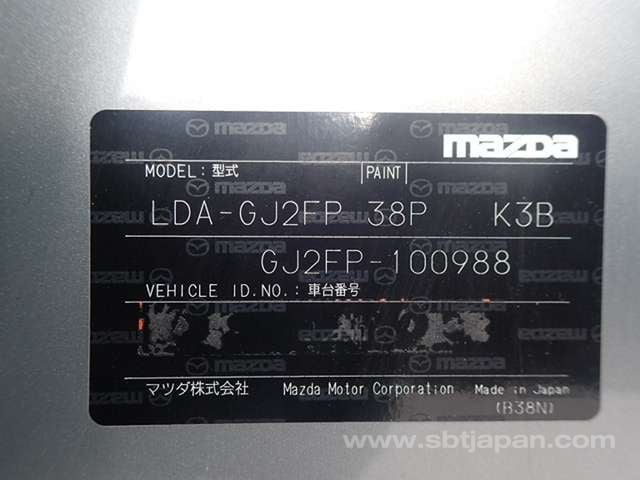 mazda
MODEL: 型式 PAINT
LDA-GJ2FP 38P K3B
GJ2FP-100988
VEHICLE ID.NO.: 車台番号
マツダ株式会社 Mazda Motor Corporation Made in Japan
(B38N)
www.sbtjapan.com